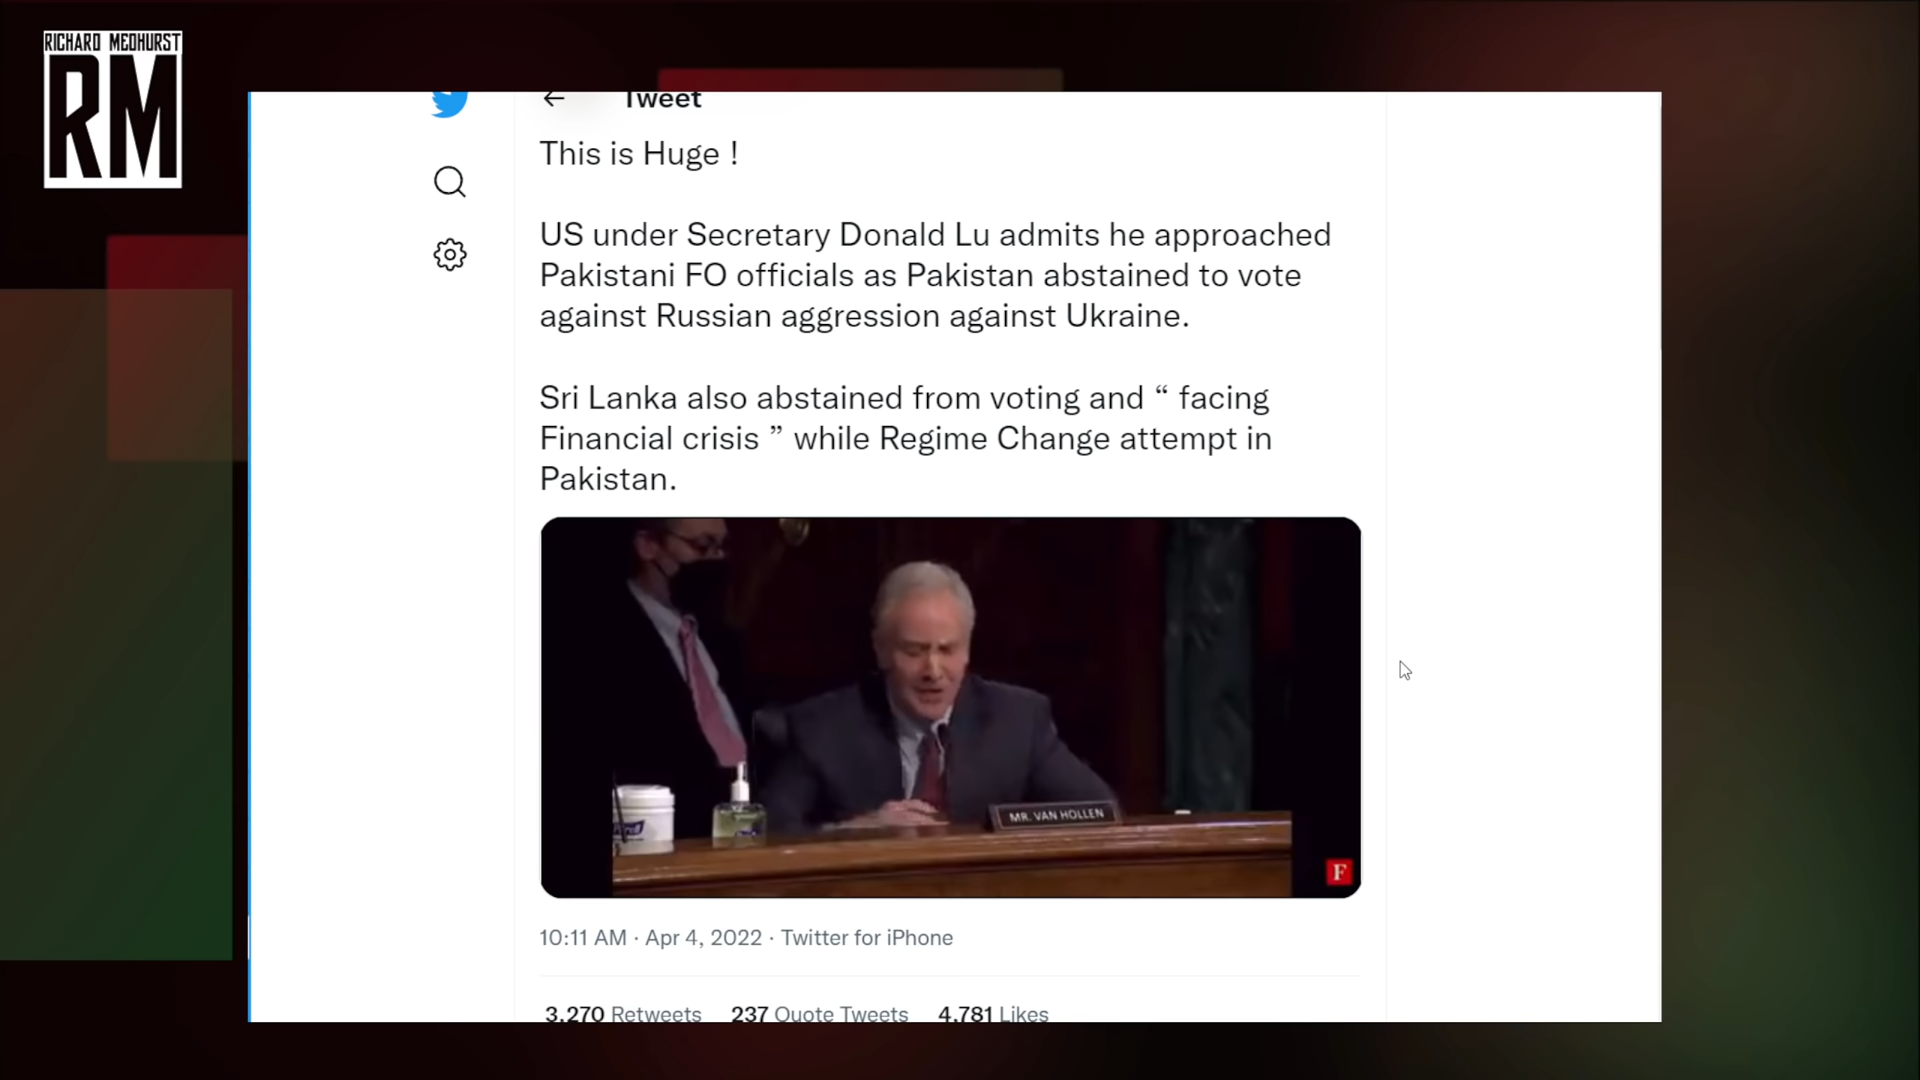 RICHARD MEDHURST
RM
Tweet
This is Huge !
US under Secretary Donald Lu admits he approached
Pakistani FO officials as Pakistan abstained to vote
against Russian aggression against Ukraine.
Sri Lanka also abstained from voting and “ facing
Financial crisis ” while Regime Change attempt in
Pakistan.
MR. VAN HOLLEN
F
10:11 AM · Apr 4, 2022 · Twitter for iPhone
3,270 Retweets 237 Quote Tweets 4,781 Likes